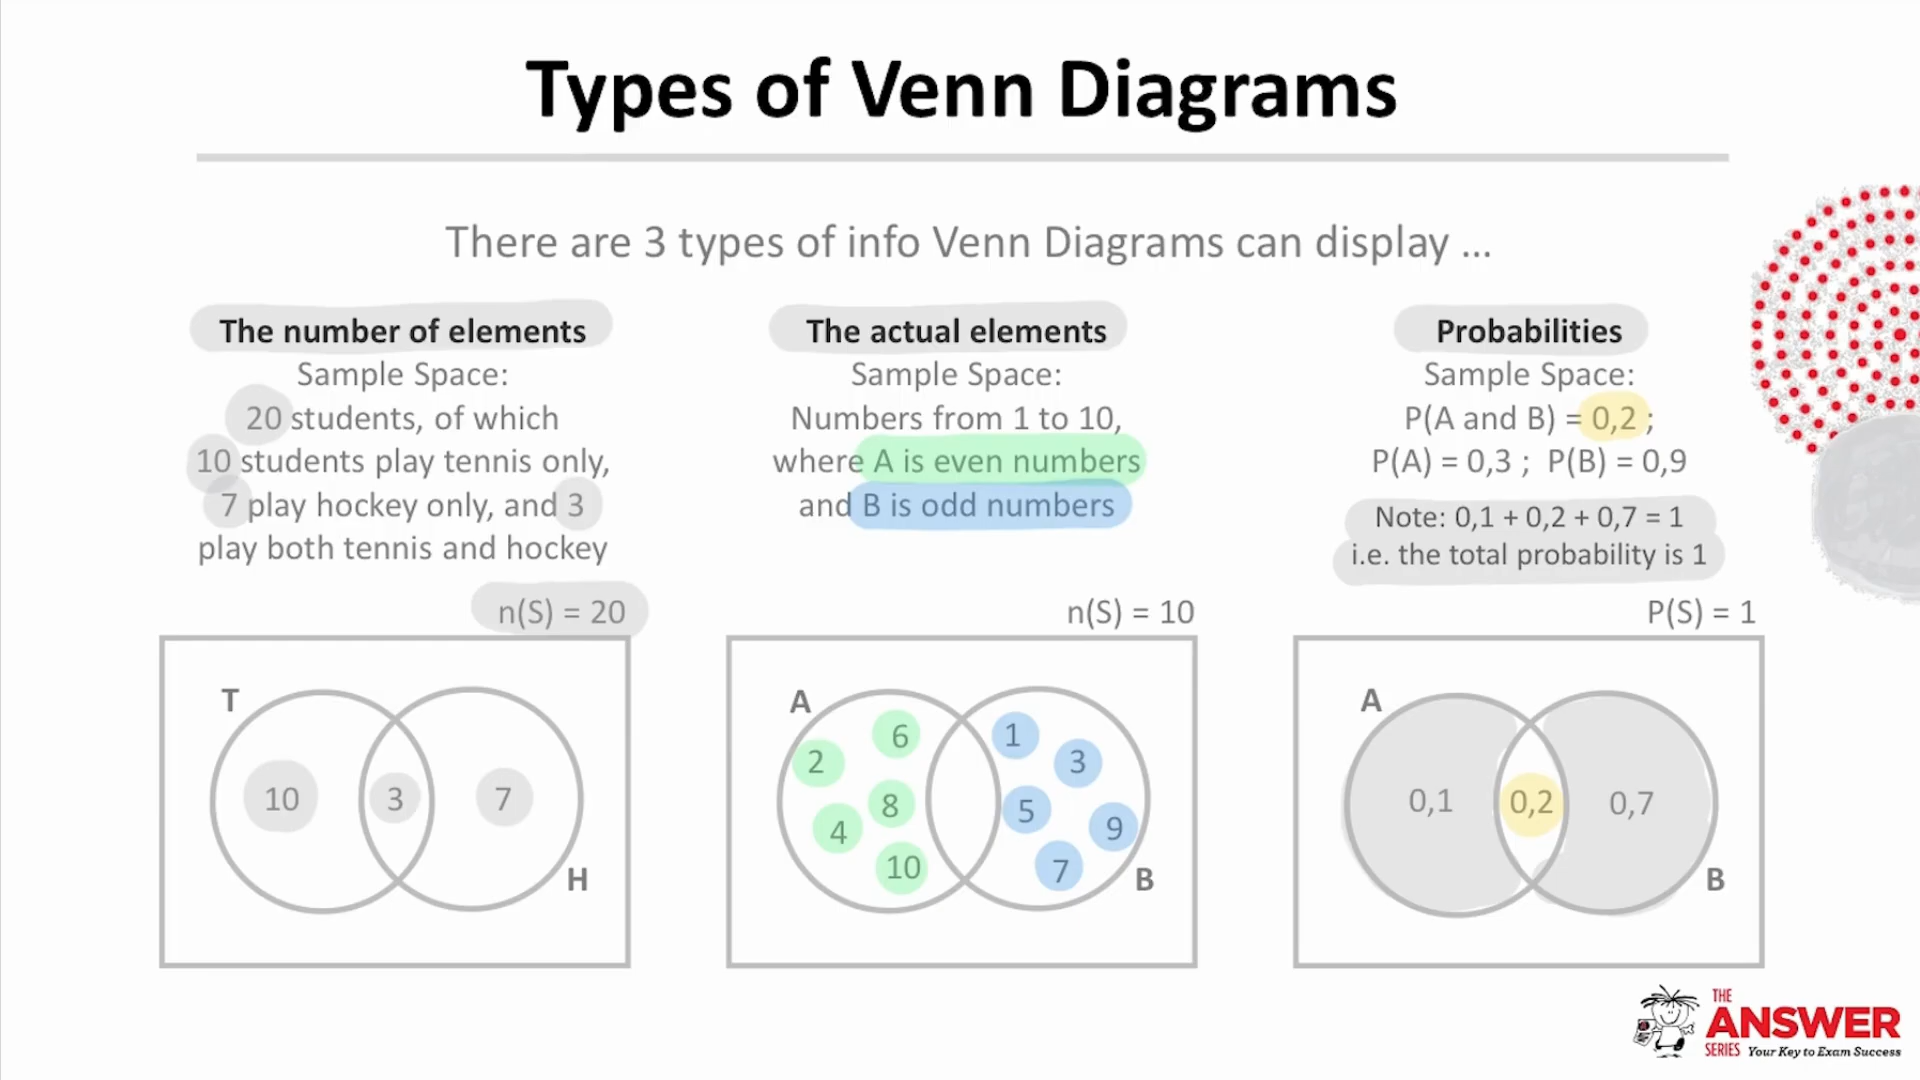 Types of Venn Diagrams
There are 3 types of info Venn Diagrams can display ...
The number of elements
Sample Space:
20 students, of which
10 students play tennis only,
7 play hockey only, and 3
play both tennis and hockey
n(S) = 20
T
10
3
7
H
The actual elements
Sample Space:
Numbers from 1 to 10,
where A is even numbers
and B is odd numbers
n(S) = 10
A
6
2
8
4
10
1
3
5
9
7
B
Probabilities
Sample Space:
P(A and B) = 0,2 ;
P(A) = 0,3 ; P(B) = 0,9
Note: 0,1 + 0,2 + 0,7 = 1
i.e. the total probability is 1
P(S) = 1
A
0,1
0,2
0,7
B
THE
ANSWER
SERIES Your Key to Exam Success